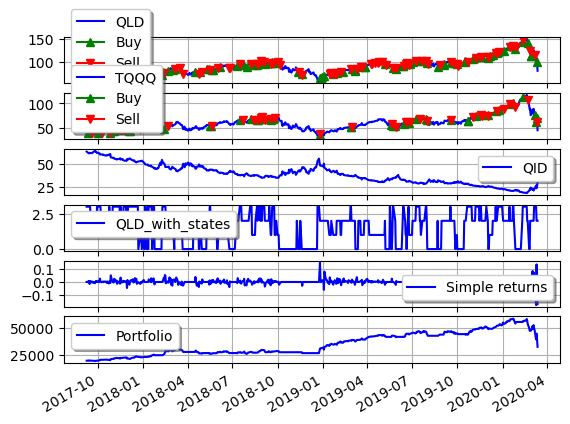 QLD
Buy
Sell
150
100
TQQQ
Buy
Sell
100
50
QID
50
25
QLD_with_states
2.5
0.0
Simple returns
0.1
0.0
−0.1
Portfolio
50000
25000
2017-10
2018-01
2018-04
2018-07
2018-10
2019-01
2019-04
2019-07
2019-10
2020-01
2020-04